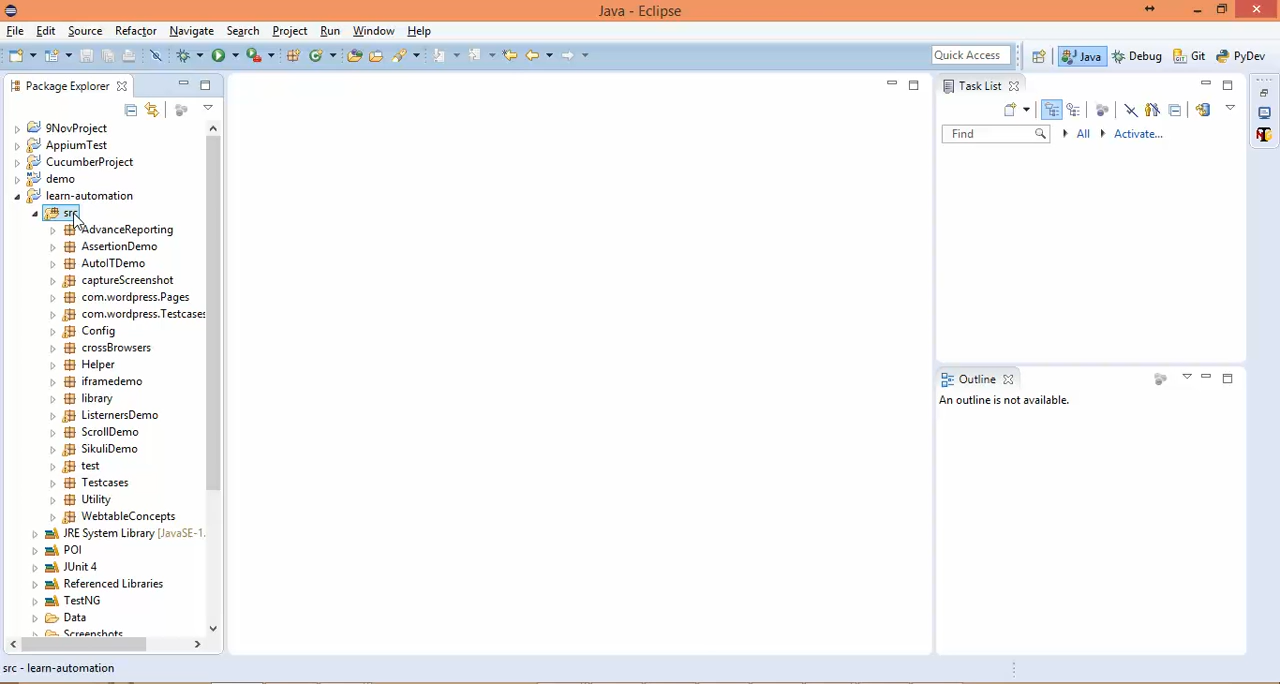 Java - Eclipse
File Edit Source Refactor Navigate Search Project Run Window Help
Quick Access Java Debug Git PyDev
Package Explorer
9NovProject
AppiumTest
CucumberProject
demo
learn-automation
src
AdvanceReporting
AssertionDemo
AutoITDemo
captureScreenshot
com.wordpress.Pages
com.wordpress.Testcases
Config
crossBrowsers
Helper
iframedemo
library
ListernersDemo
ScrollDemo
SikuliDemo
test
Testcases
Utility
WebtableConcepts
JRE System Library [JavaSE-1.
POI
JUnit 4
Referenced Libraries
TestNG
Data
Screenshots
Task List
Find All Activate...
Outline
An outline is not available.
src - learn-automation